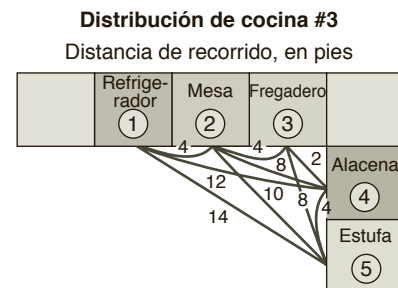 Distribución de cocina #3
Distancia de recorrido, en pies
Refrige-
rador
1
Mesa
2
Fregadero
3
4
4
8
2
12
10
8
4
14
Alacena
4
Estufa
5